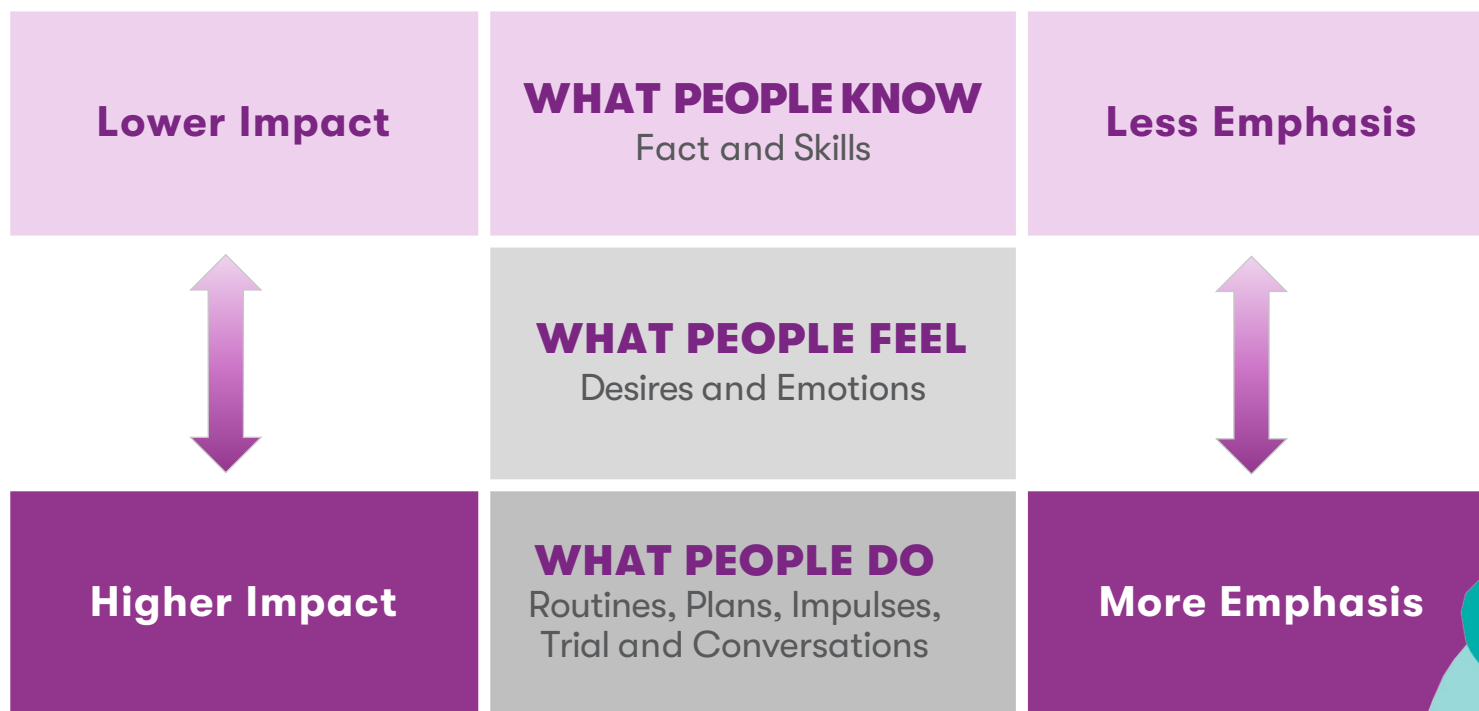 Lower Impact
WHAT PEOPLE KNOW
Fact and Skills
Less Emphasis
WHAT PEOPLE FEEL
Desires and Emotions
Higher Impact
WHAT PEOPLE DO
Routines, Plans, Impulses,
Trial and Conversations
More Emphasis